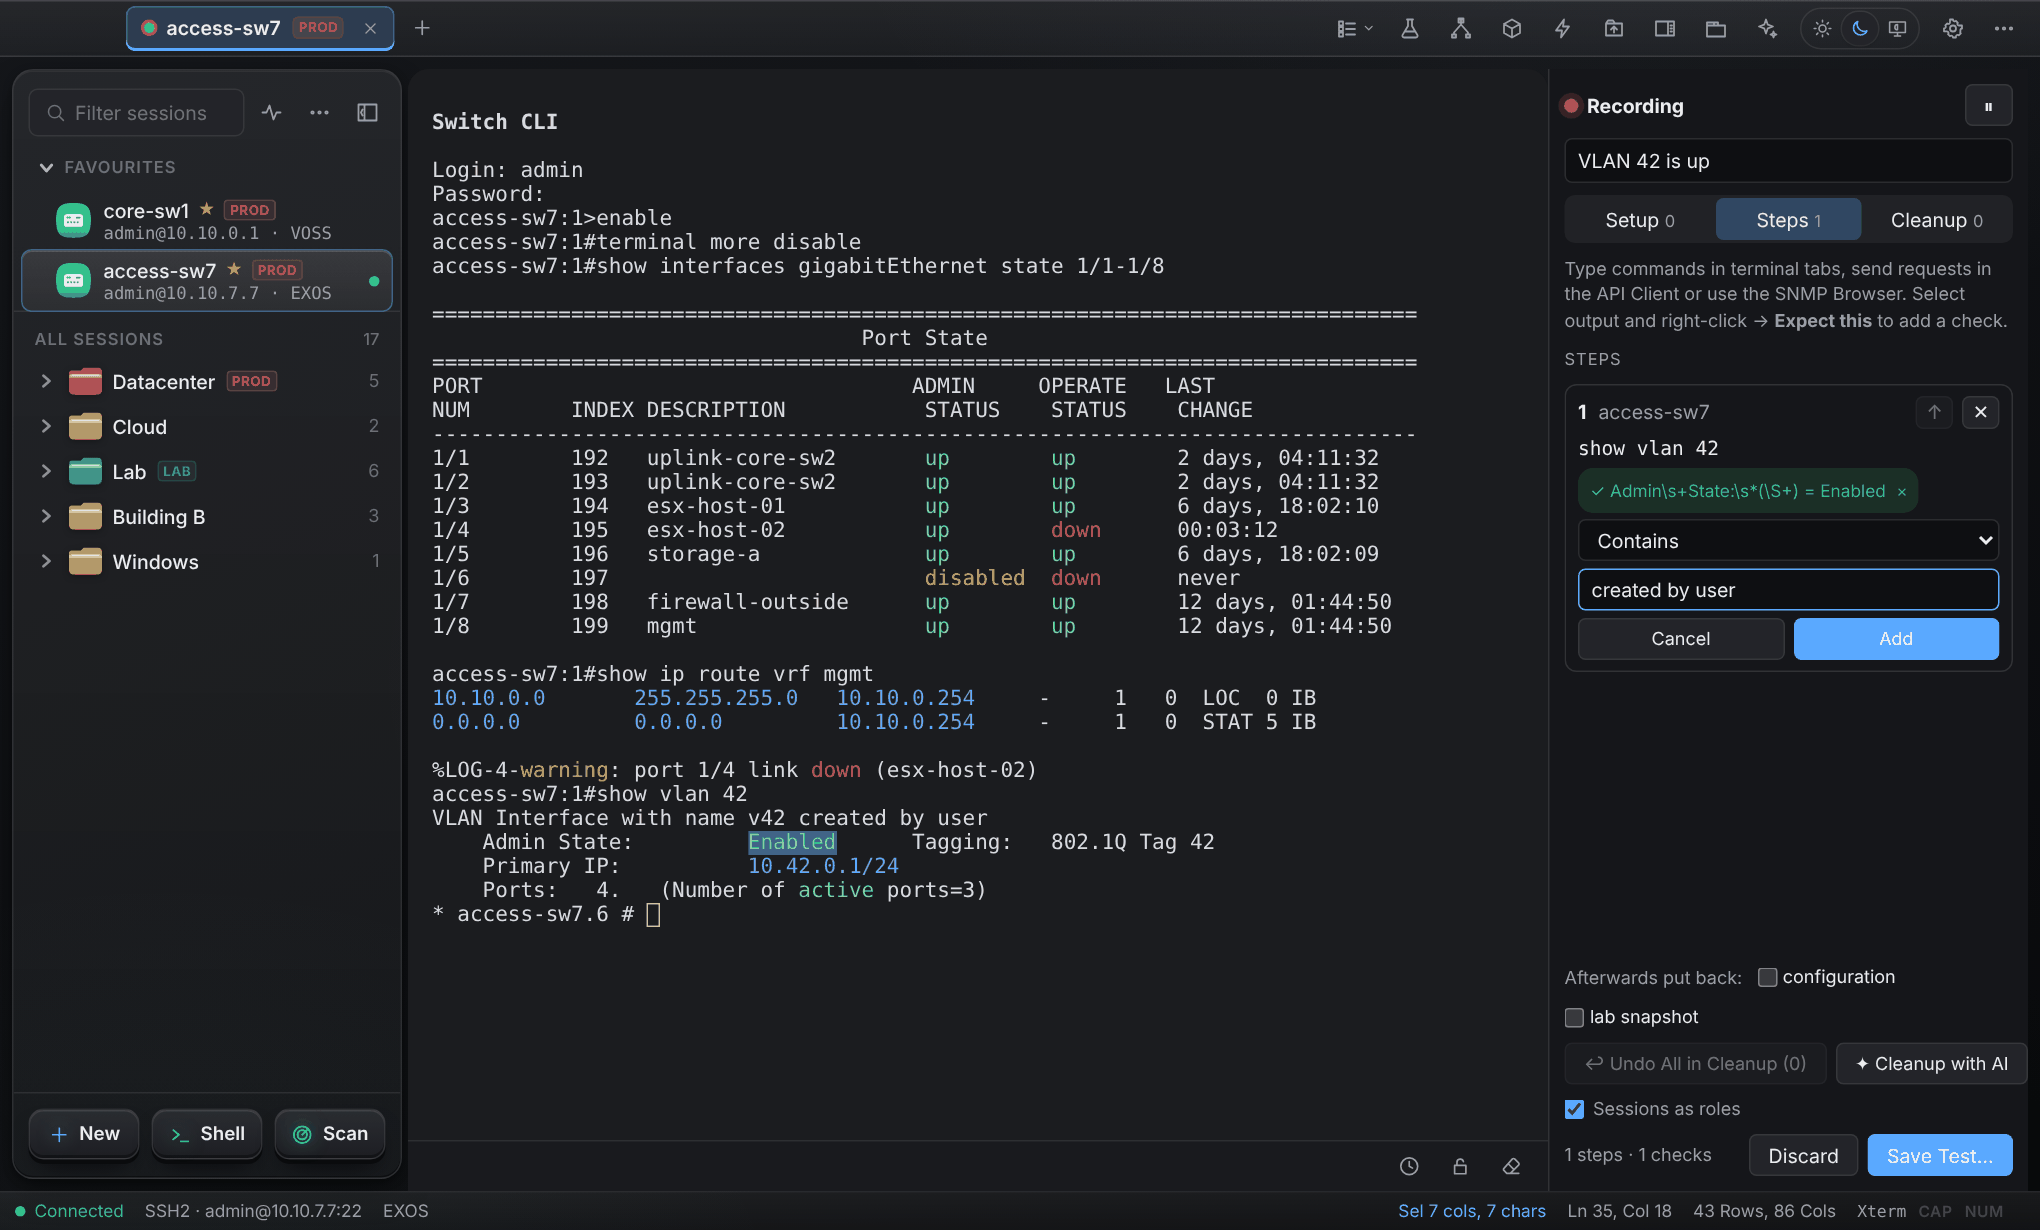 access-sw7 PROD × +
Filter sessions
FAVOURITES
core-sw1 ★ PROD
admin@10.10.0.1 · VOSS
access-sw7 ★ PROD
admin@10.10.7.7 · EXOS
ALL SESSIONS 17
Datacenter PROD 5
Cloud 2
Lab LAB 6
Building B 3
Windows 1
+ New
>_ Shell
Scan
Switch CLI
Login: admin
Password:
access-sw7:1>enable
access-sw7:1#terminal more disable
access-sw7:1#show interfaces gigabitEthernet state 1/1-1/8
==============================================================================
Port State
==============================================================================
PORT ADMIN OPERATE LAST
NUM INDEX DESCRIPTION STATUS STATUS CHANGE
------------------------------------------------------------------------------
1/1 192 uplink-core-sw2 up up 2 days, 04:11:32
1/2 193 uplink-core-sw2 up up 2 days, 04:11:32
1/3 194 esx-host-01 up up 6 days, 18:02:10
1/4 195 esx-host-02 up down 00:03:12
1/5 196 storage-a up up 6 days, 18:02:09
1/6 197 disabled down never
1/7 198 firewall-outside up up 12 days, 01:44:50
1/8 199 mgmt up up 12 days, 01:44:50
access-sw7:1#show ip route vrf mgmt
10.10.0.0 255.255.255.0 10.10.0.254 - 1 0 LOC 0 IB
0.0.0.0 0.0.0.0 10.10.0.254 - 1 0 STAT 5 IB
%LOG-4-warning: port 1/4 link down (esx-host-02)
access-sw7:1#show vlan 42
VLAN Interface with name v42 created by user
Admin State: Enabled Tagging: 802.1Q Tag 42
Primary IP: 10.42.0.1/24
Ports: 4. (Number of active ports=3)
* access-sw7.6 #
Recording
VLAN 42 is up
Setup 0 Steps 1 Cleanup 0
Type commands in terminal tabs, send requests in
the API Client or use the SNMP Browser. Select
output and right-click → Expect this to add a check.
STEPS
1 access-sw7 ↑ ×
show vlan 42
✓ Admin\s+State:\s*(\S+) = Enabled ×
Contains
created by user
Cancel Add
Afterwards put back: configuration
lab snapshot
↩ Undo All in Cleanup (0) ✦ Cleanup with AI
Sessions as roles
1 steps · 1 checks Discard Save Test...
Connected SSH2 · admin@10.10.7.7:22 EXOS Sel 7 cols, 7 chars Ln 35, Col 18 43 Rows, 86 Cols Xterm CAP NUM